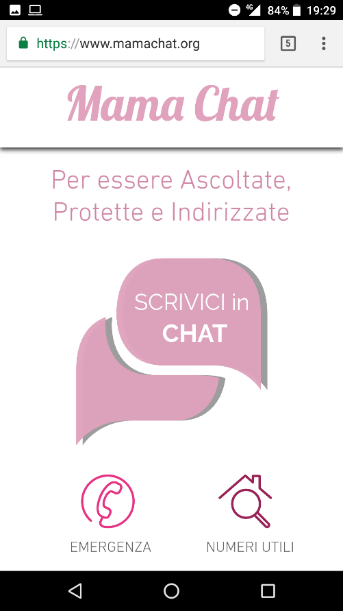 84% 19:29
https://www.mamachat.org
5
Mama Chat
Per essere Ascoltate,
Protette e Indirizzate
SCRIVICI in
CHAT
EMERGENZA NUMERI UTILI